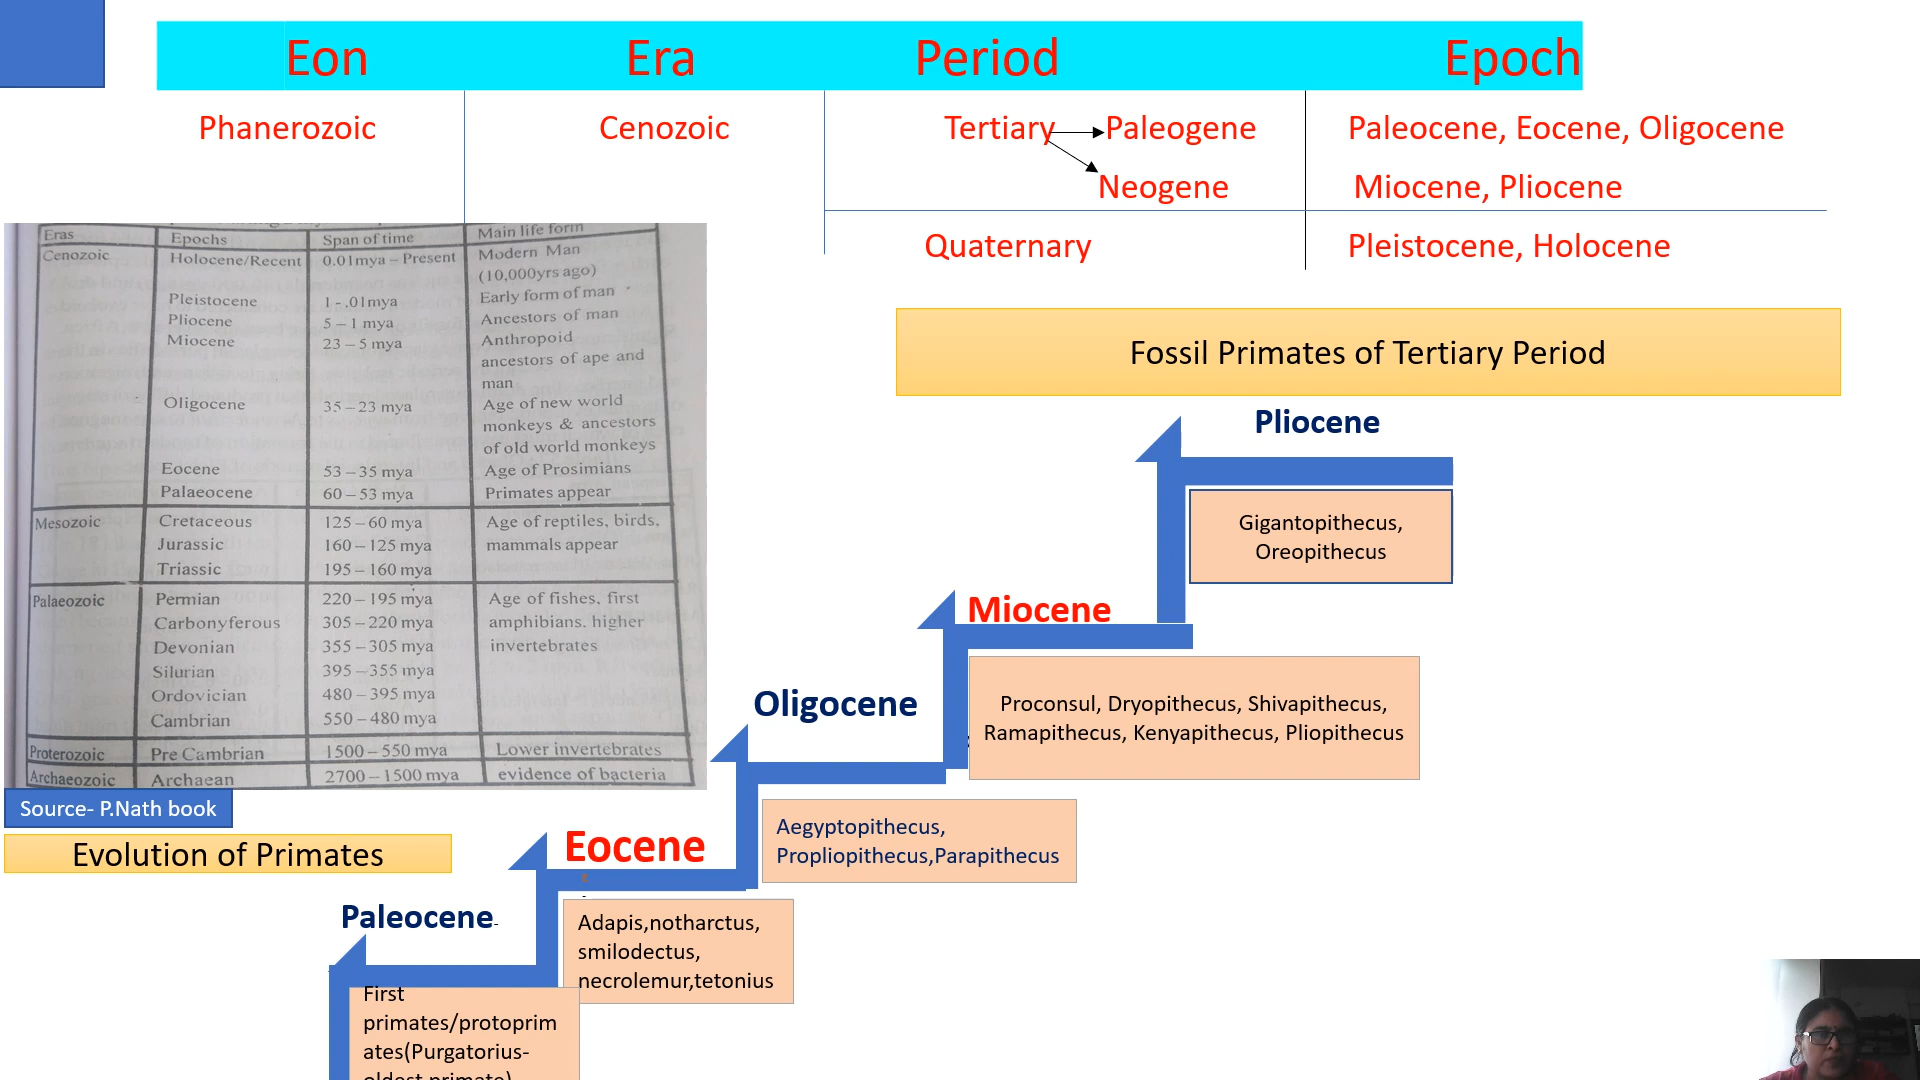 Eon Era Period Epoch
Phanerozoic Cenozoic Tertiary Paleogene Paleocene, Eocene, Oligocene
Neogene Miocene, Pliocene
Quaternary Pleistocene, Holocene
Eras Epochs Span of time Main life form
Cenozoic Holocene/Recent 0.01mya – Present Modern Man
(10,000yrs ago)
Pleistocene 1 - .01mya Early form of man
Pliocene 5 – 1 mya Ancestors of man
Miocene 23 – 5 mya Anthropoid
ancestors of ape and
man
Oligocene 35 – 23 mya Age of new world
monkeys & ancestors
of old world monkeys
Eocene 53 – 35 mya Age of Prosimians
Palaeocene 60 – 53 mya Primates appear
Mesozoic Cretaceous 125 – 60 mya Age of reptiles, birds,
Jurassic 160 – 125 mya mammals appear
Triassic 195 – 160 mya
Palaeozoic Permian 220 – 195 mya Age of fishes, first
Carbonyferous 305 – 220 mya amphibians. higher
Devonian 355 – 305 mya invertebrates
Silurian 395 – 355 mya
Ordovician 480 – 395 mya
Cambrian 550 – 480 mya
Proterozoic Pre Cambrian 1500 – 550 mya Lower invertebrates
Archaeozoic Archaean 2700 – 1500 mya evidence of bacteria
Source- P.Nath book
Evolution of Primates
Fossil Primates of Tertiary Period
Pliocene
Gigantopithecus,
Oreopithecus
Miocene
Proconsul, Dryopithecus, Shivapithecus,
Ramapithecus, Kenyapithecus, Pliopithecus
Oligocene
Aegyptopithecus,
Propliopithecus,Parapithecus
Eocene
Adapis,notharctus,
smilodectus,
necrolemur,tetonius
Paleocene-
First
primates/protoprim
ates(Purgatorius-
oldest primate)